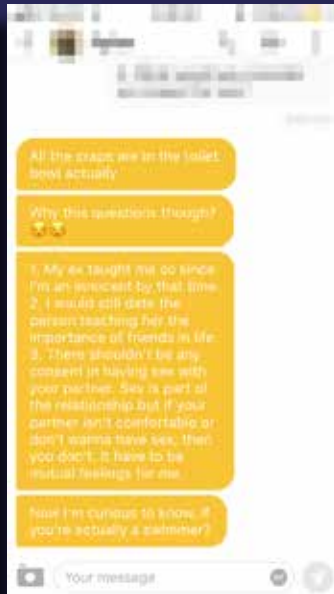 All the craps are in the toilet
bowl actually
Why this questions though?
1. My ex taught me so since
I'm an innocent by that time
2. I would still date the
person teaching her the
importance of friends in life
3. There shouldn't be any
consent in having sex with
your partner. Sex is part of
the relationship but if your
partner isn't comfortable or
don't wanna have sex, then
you don't. It have to be
mutual feelings for me
Now I'm curious to know, if
you're actually a swimmer?
Your message